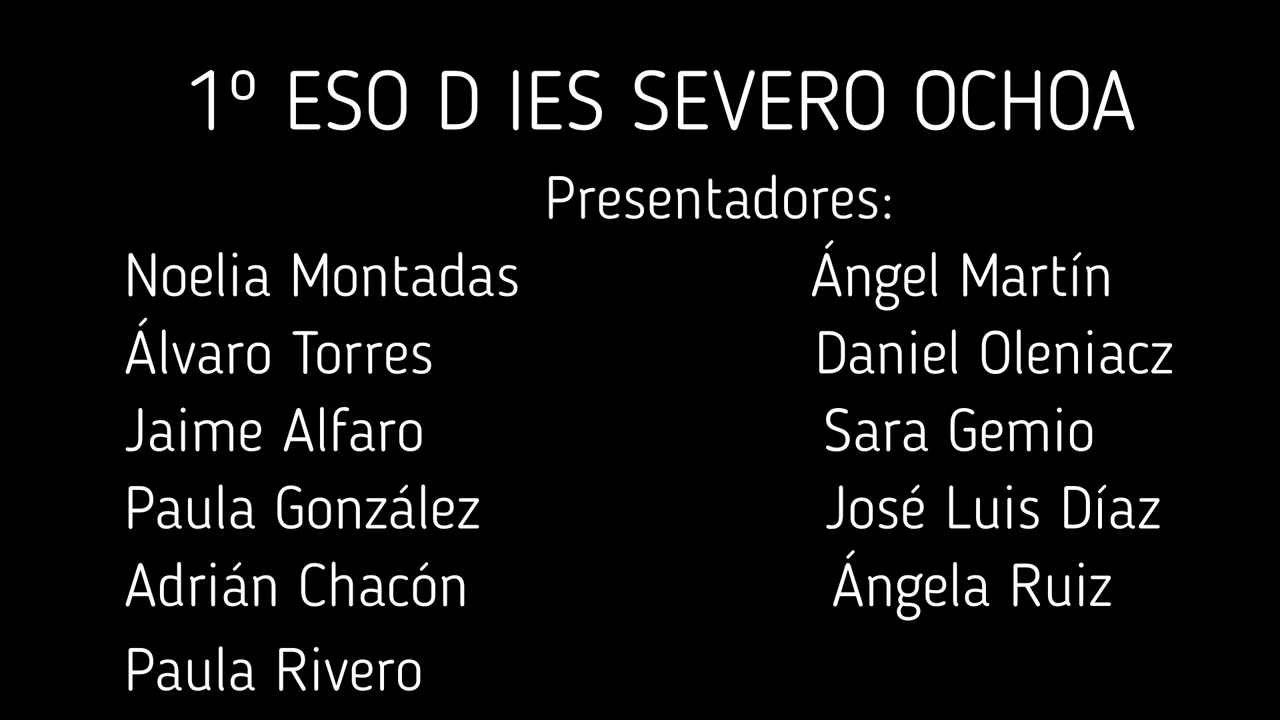 1º ESO D IES SEVERO OCHOA
Presentadores:
Noelia Montadas Ángel Martín
Álvaro Torres Daniel Oleniacz
Jaime Alfaro Sara Gemio
Paula González José Luis Díaz
Adrián Chacón Ángela Ruiz
Paula Rivero